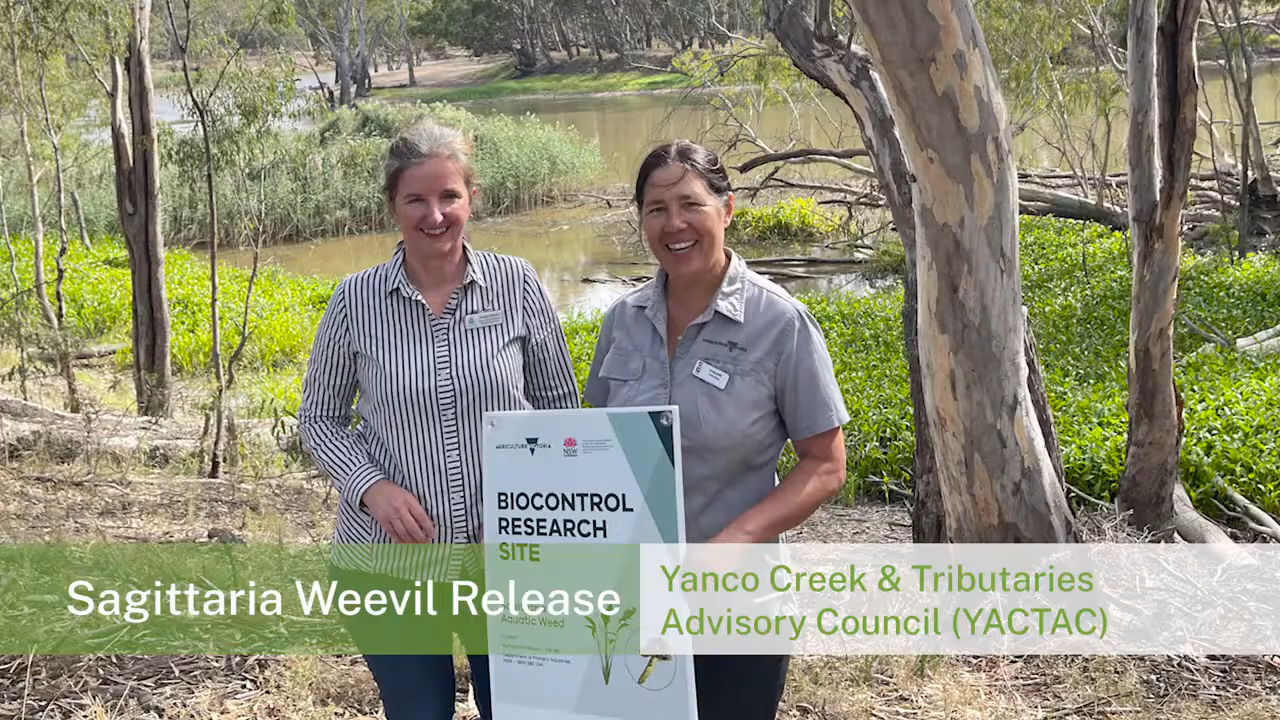 AGRICULTURE VICTORIA
NSW
BIOCONTROL
RESEARCH
SITE
Aquatic Weed
Sagittaria Weevil Release
Yanco Creek & Tributaries
Advisory Council (YACTAC)